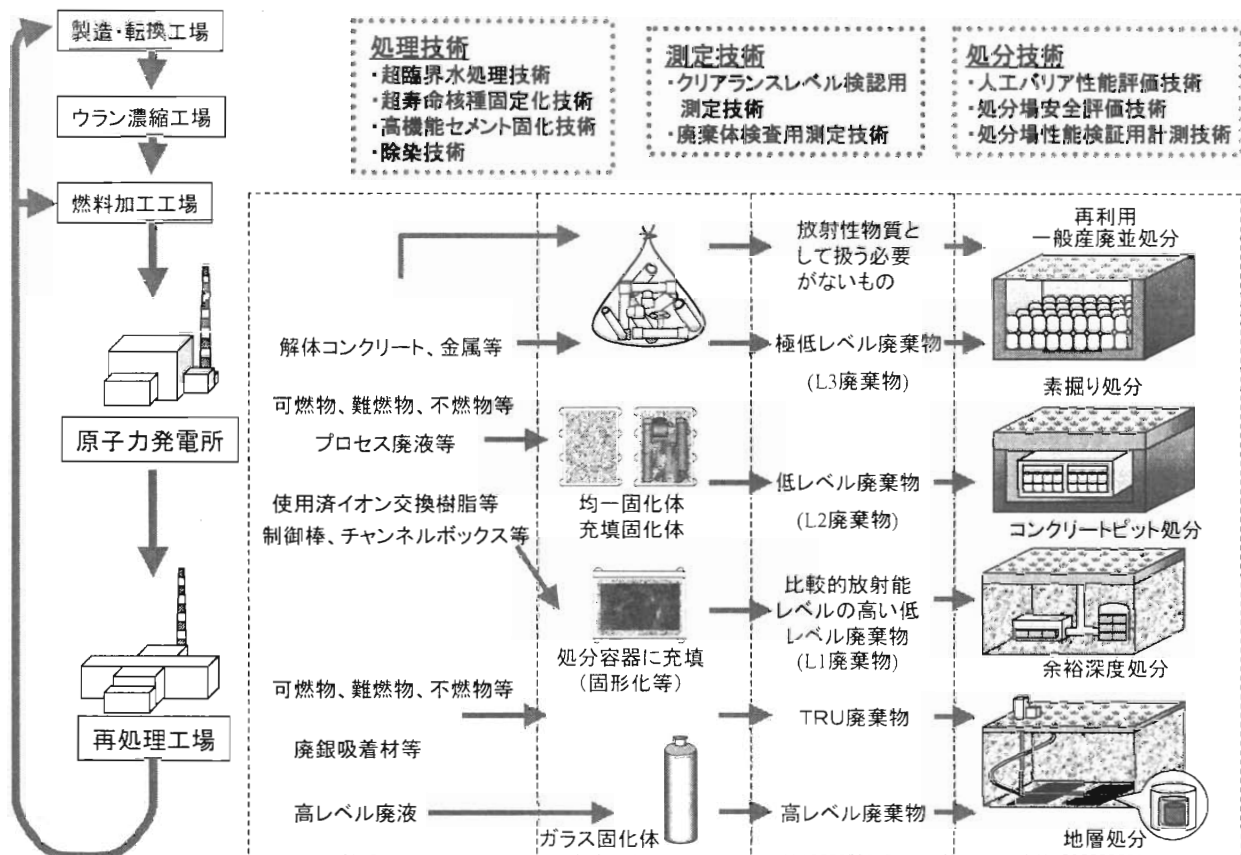 製造・転換工場
ウラン濃縮工場
燃料加工工場
原子力発電所
再処理工場
処理技術
・超臨界水処理技術
・超寿命核種固定化技術
・高機能セメント固化技術
・除染技術
測定技術
・クリアランスレベル検認用
測定技術
・廃棄体検査用測定技術
処分技術
・人工バリア性能評価技術
・処分場安全評価技術
・処分場性能検証用計測技術
放射性物質と
して扱う必要
がないもの
再利用
一般産廃並処分
解体コンクリート、金属等
極低レベル廃棄物
(L3廃棄物)
素掘り処分
可燃物、難燃物、不燃物等
プロセス廃液等
均一固化体
充填固化体
低レベル廃棄物
(L2廃棄物)
コンクリートピット処分
使用済イオン交換樹脂等
制御棒、チャンネルボックス等
処分容器に充填
(固形化等)
比較的放射能
レベルの高い低
レベル廃棄物
(L1廃棄物)
余裕深度処分
可燃物、難燃物、不燃物等
廃銀吸着材等
TRU廃棄物
高レベル廃液
ガラス固化体
高レベル廃棄物
地層処分